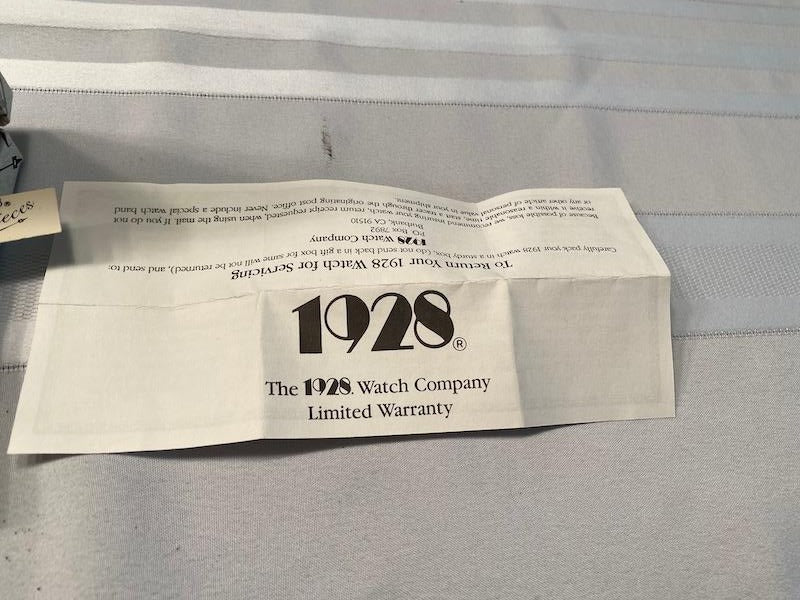 1928®
The 1928. Watch Company
Limited Warranty
To Return Your 1928 Watch for Servicing
Carefully pack your 1928 watch in a sturdy box, (do not send back in a gift box for same will not be returned), and send to:
1928 Watch Company
P.O. Box 7892
Burbank, CA 91510
Because possible loss, we recommend insuring your watch, return receipt requested, when using the mail. If you do not
receive it within a reasonable time, start a tracer through the originating post office. Never include a special watch band
or any other article of personal value in your shipment.
eces